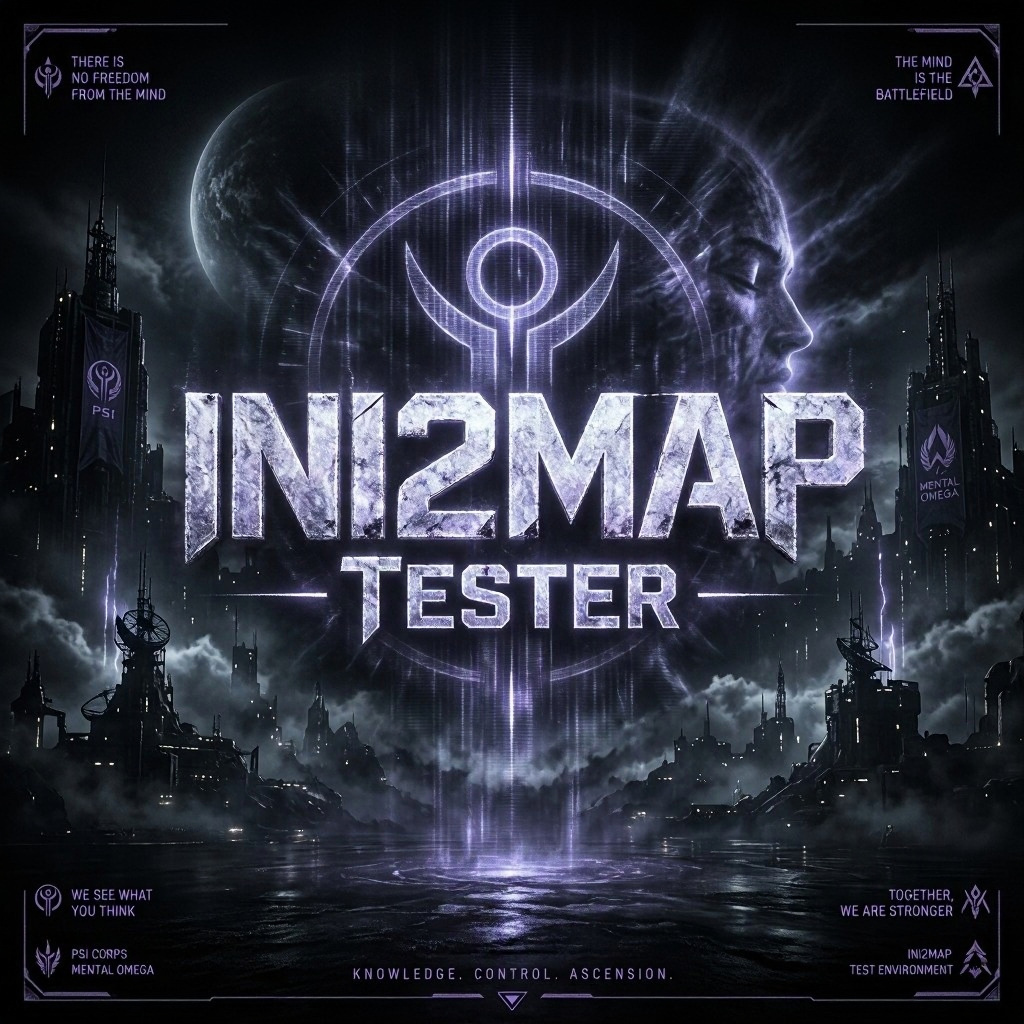 THERE IS
NO FREEDOM
FROM THE MIND
THE MIND
IS THE
BATTLEFIELD
PSI
MENTAL
OMEGA
INI2MAP
TESTER
WE SEE WHAT
YOU THINK
PSI CORPS
MENTAL OMEGA
TOGETHER,
WE ARE STRONGER
INI2MAP
TEST ENVIRONMENT
KNOWLEDGE. CONTROL. ASCENSION.